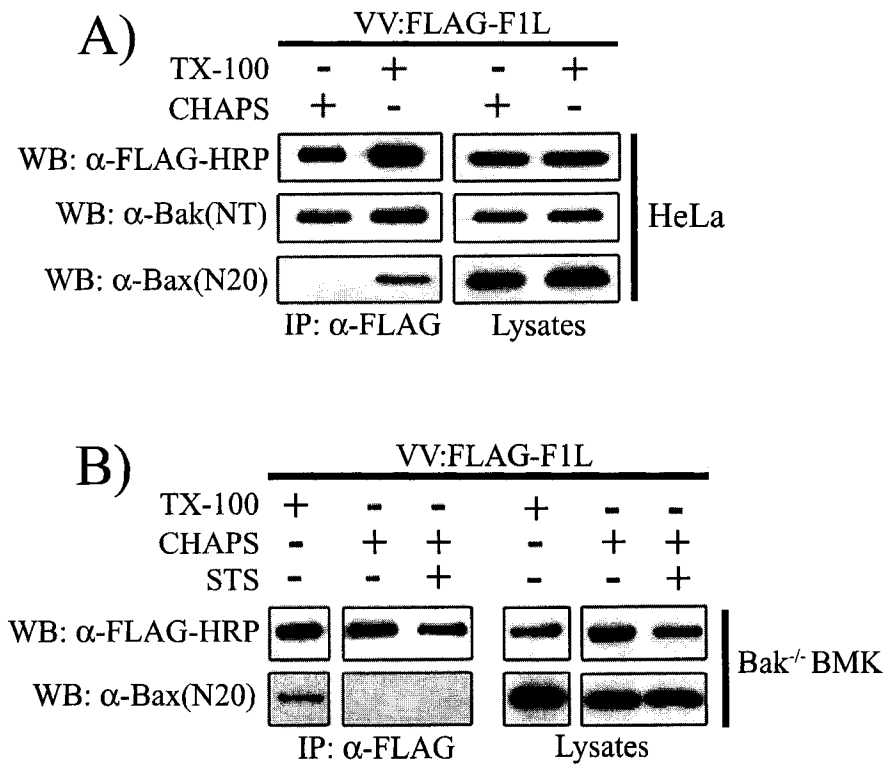 A)
VV:FLAG-F1L
TX-100 - + - +
CHAPS + - + -
WB: α-FLAG-HRP
WB: α-Bak(NT)
WB: α-Bax(N20)
HeLa
IP: α-FLAG Lysates
B)
VV:FLAG-F1L
TX-100 + - - + - -
CHAPS - + + - + +
STS - - + - - +
WB: α-FLAG-HRP
WB: α-Bax(N20)
Bak-/- BMK
IP: α-FLAG Lysates